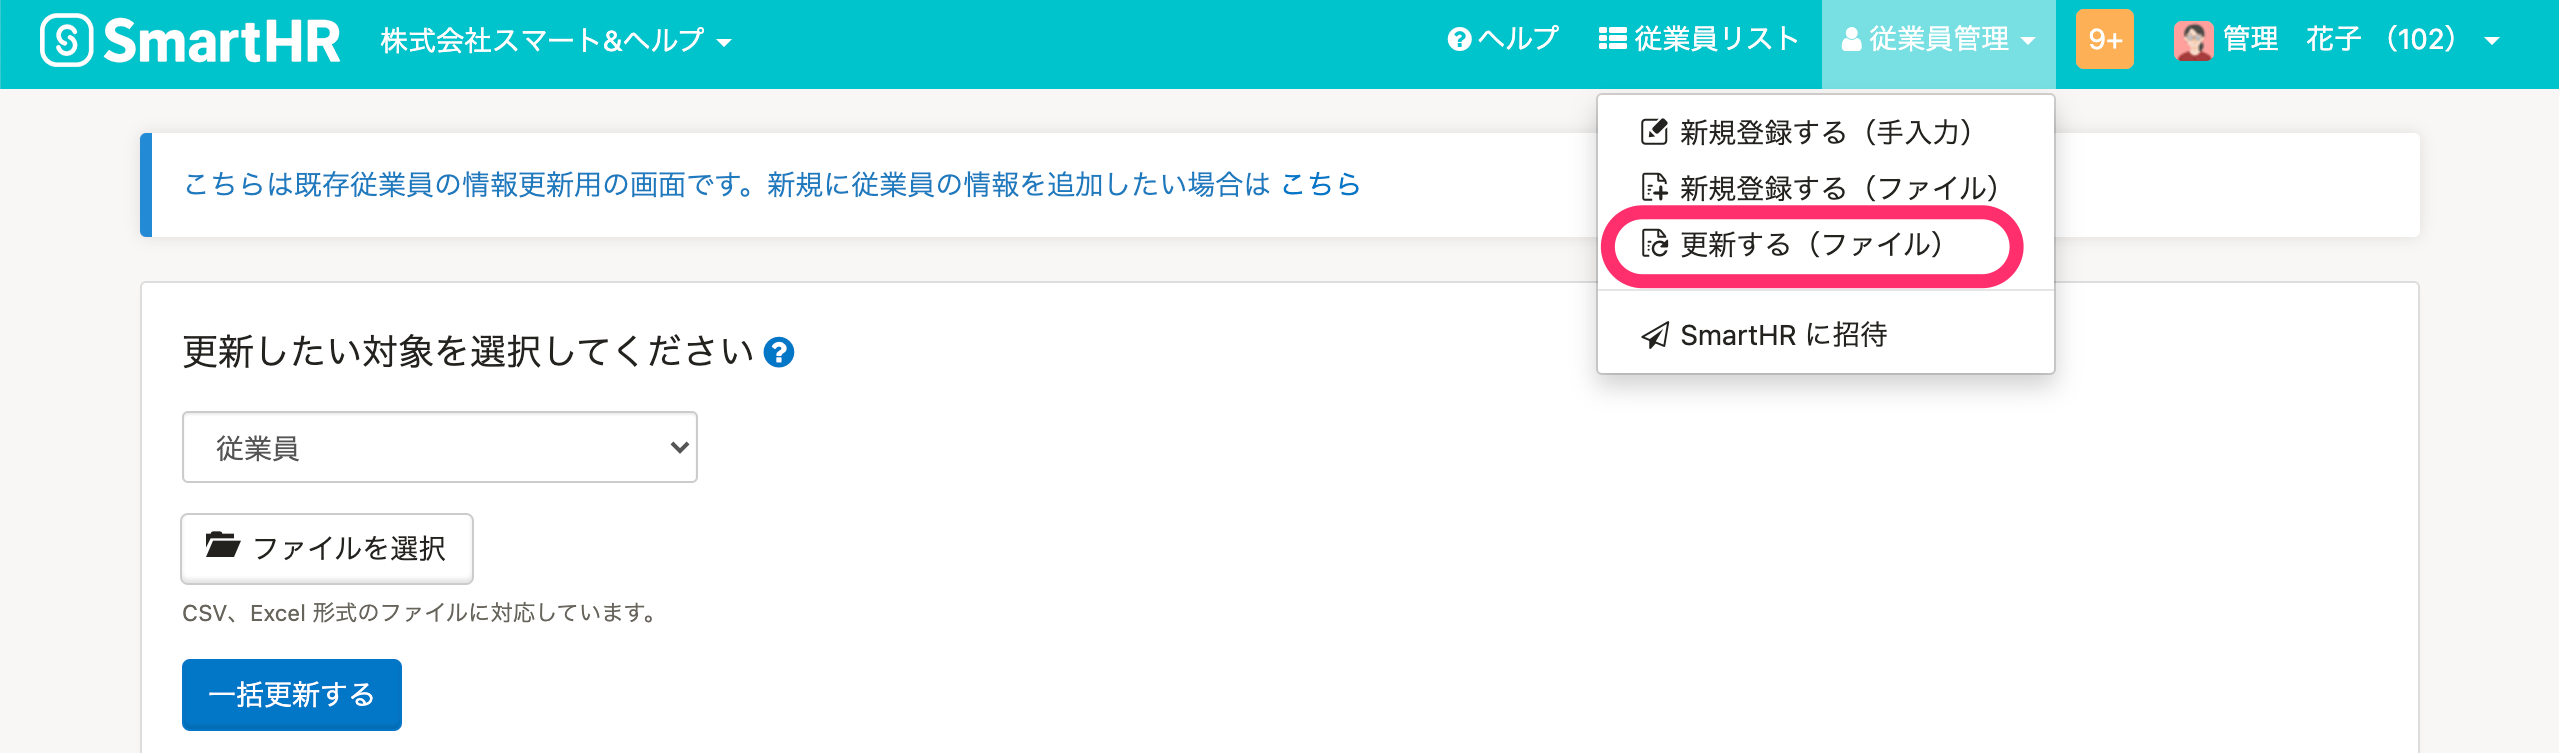 SmartHR 株式会社スマート&ヘルプ ヘルプ 従業員リスト 従業員管理 9+ 管理 花子 （102）
新規登録する（手入力）
新規登録する（ファイル）
更新する（ファイル）
SmartHR に招待
こちらは既存従業員の情報更新用の画面です。新規に従業員の情報を追加したい場合は こちら
更新したい対象を選択してください ?
従業員
ファイルを選択
CSV、Excel 形式のファイルに対応しています。
一括更新する